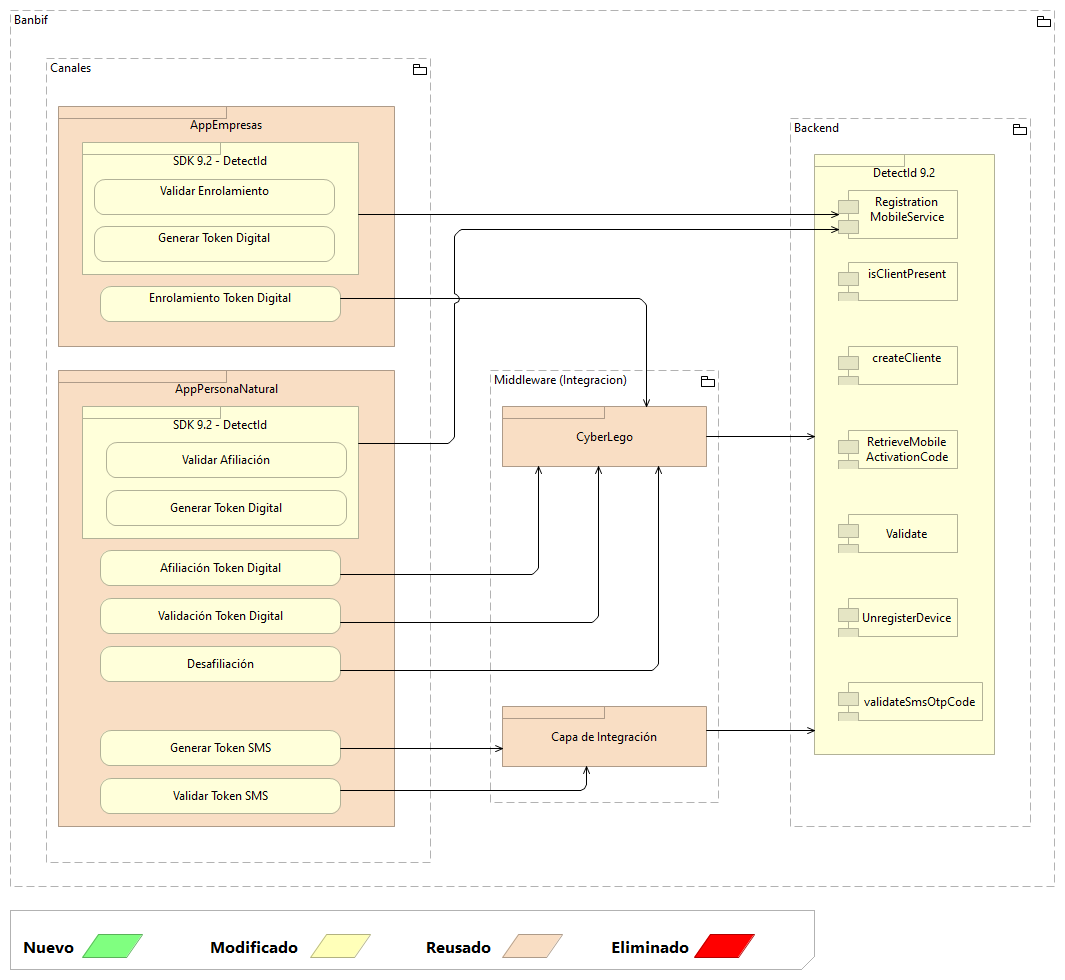 Banbif
Canales
AppEmpresas
SDK 9.2 - DetectId
Validar Enrolamiento
Generar Token Digital
Enrolamiento Token Digital
AppPersonaNatural
SDK 9.2 - DetectId
Validar Afiliación
Generar Token Digital
Afiliación Token Digital
Validación Token Digital
Desafiliación
Generar Token SMS
Validar Token SMS
Middleware (Integracion)
CyberLego
Capa de Integración
Backend
DetectId 9.2
Registration
MobileService
isClientPresent
createCliente
RetrieveMobile
ActivationCode
Validate
UnregisterDevice
validateSmsOtpCode
Nuevo
Modificado
Reusado
Eliminado